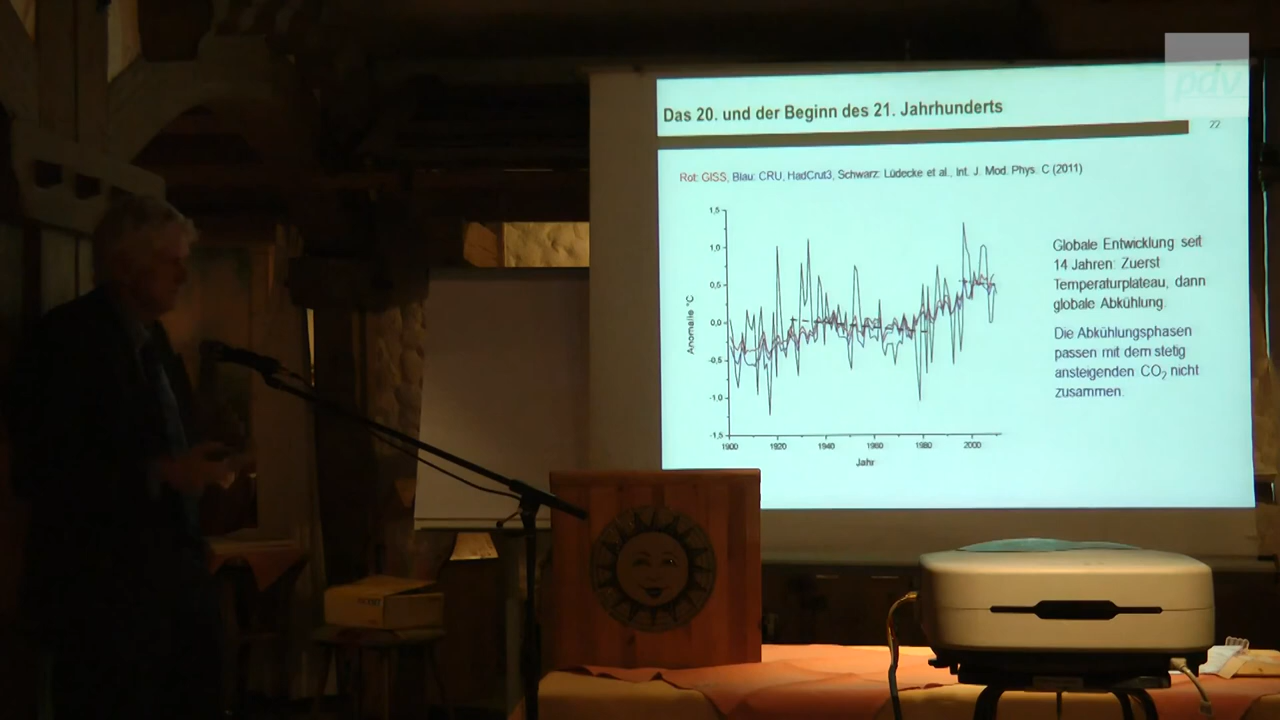 pdv
Das 20. und der Beginn des 21. Jahrhunderts
22
Rot: GISS, Blau: CRU, HadCrut3, Schwarz: Lüdecke et al., Int. J. Mod. Phys. C (2011)
1,5
1,0
0,5
0,0
-0,5
-1,0
-1,5
Anomalie °C
1900 1920 1940 1960 1980 2000
Jahr
Globale Entwicklung seit
14 Jahren: Zuerst
Temperaturplateau, dann
globale Abkühlung.
Die Abkühlungsphasen
passen mit dem stetig
ansteigenden CO₂ nicht
zusammen.